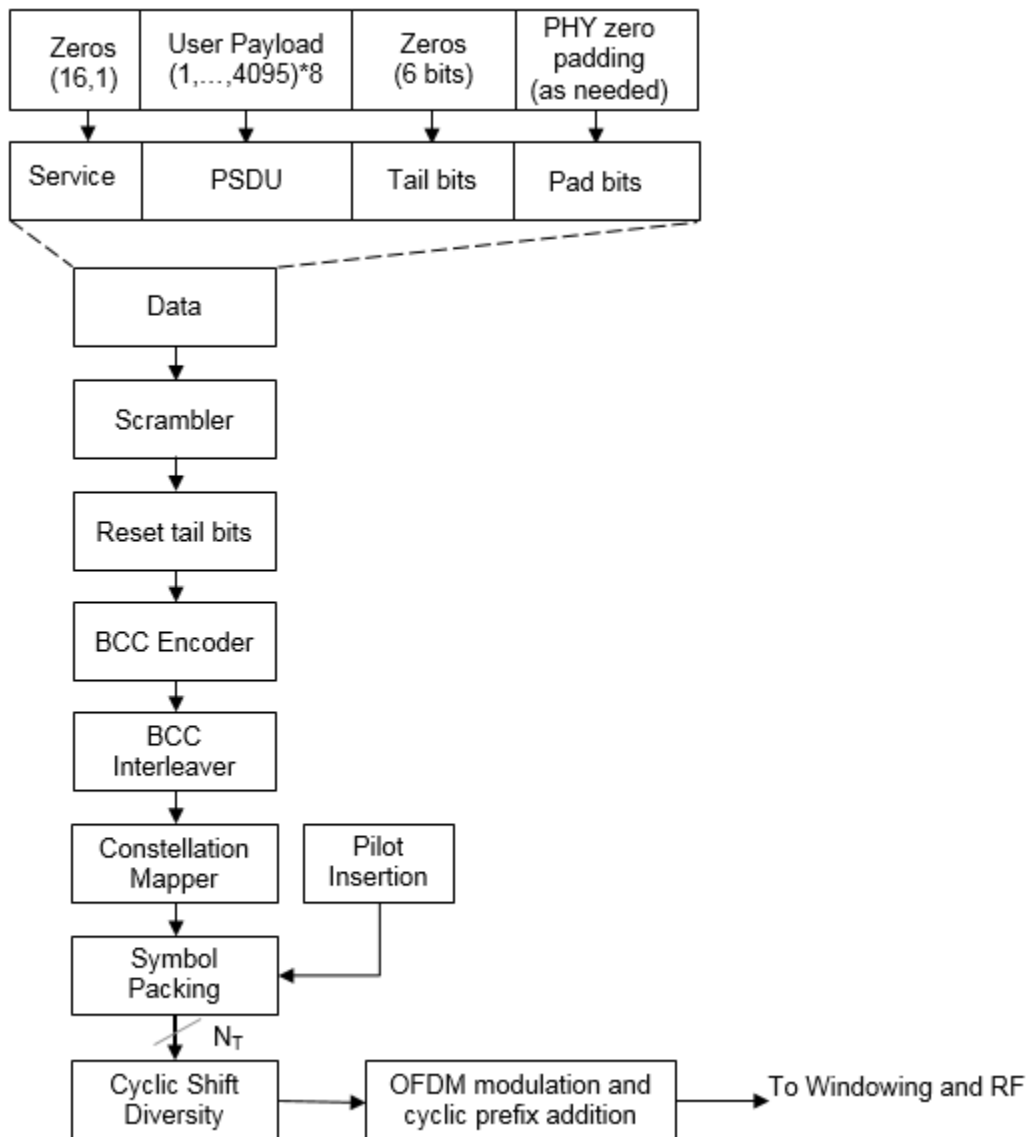 Zeros
(16,1)
User Payload
(1,...,4095)*8
Zeros
(6 bits)
PHY zero
padding
(as needed)
Service
PSDU
Tail bits
Pad bits
Data
Scrambler
Reset tail bits
BCC Encoder
BCC
Interleaver
Constellation
Mapper
Pilot
Insertion
Symbol
Packing
N_T
Cyclic Shift
Diversity
OFDM modulation and
cyclic prefix addition
To Windowing and RF